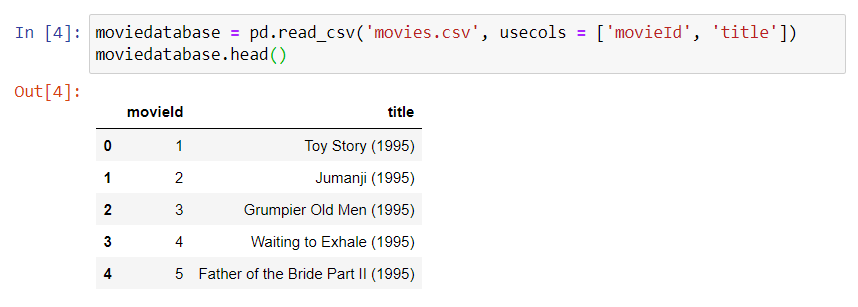 In [4]: moviedatabase = pd.read_csv('movies.csv', usecols = ['movieId', 'title'])
moviedatabase.head()
Out[4]:
movieId title
0 1 Toy Story (1995)
1 2 Jumanji (1995)
2 3 Grumpier Old Men (1995)
3 4 Waiting to Exhale (1995)
4 5 Father of the Bride Part II (1995)